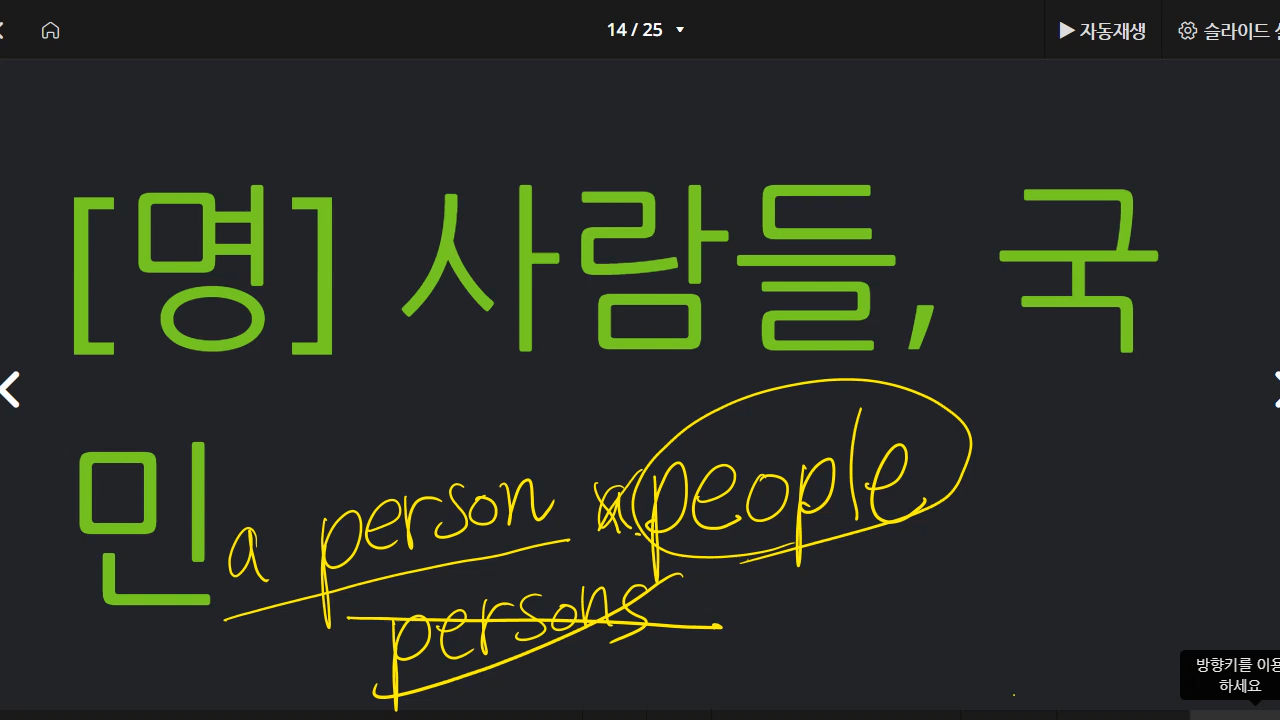 14 / 25
▶ 자동재생
슬라이드
[명] 사람들, 국
민
a person people
persons
방향키를 이용
하세요